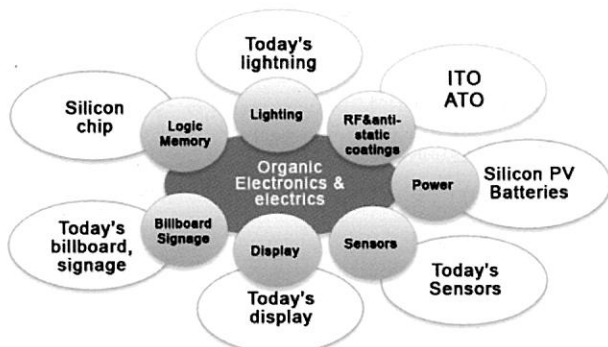 Today's
lightning
ITO
ATO
Silicon
chip
Logic
Memory
Lighting
RF&anti-
static
coatings
Organic
Electronics &
electrics
Power
Silicon PV
Batteries
Today's
billboard,
signage
Billboard
Signage
Display
Sensors
Today's
Sensors
Today's
display